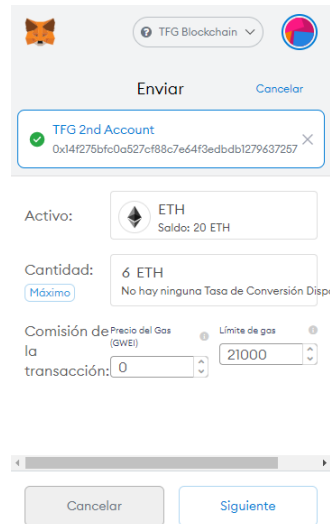 TFG Blockchain
Enviar
Cancelar
TFG 2nd Account
0x14f275bfc0a527cf88c7e64f3edbdb1279637257
Activo:
ETH
Saldo: 20 ETH
Cantidad:
Máximo
6 ETH
No hay ninguna Tasa de Conversión Dispo
Comisión de
la
transacción:
Precio del Gas
(GWEI)
0
Límite de gas
21000
Cancelar
Siguiente